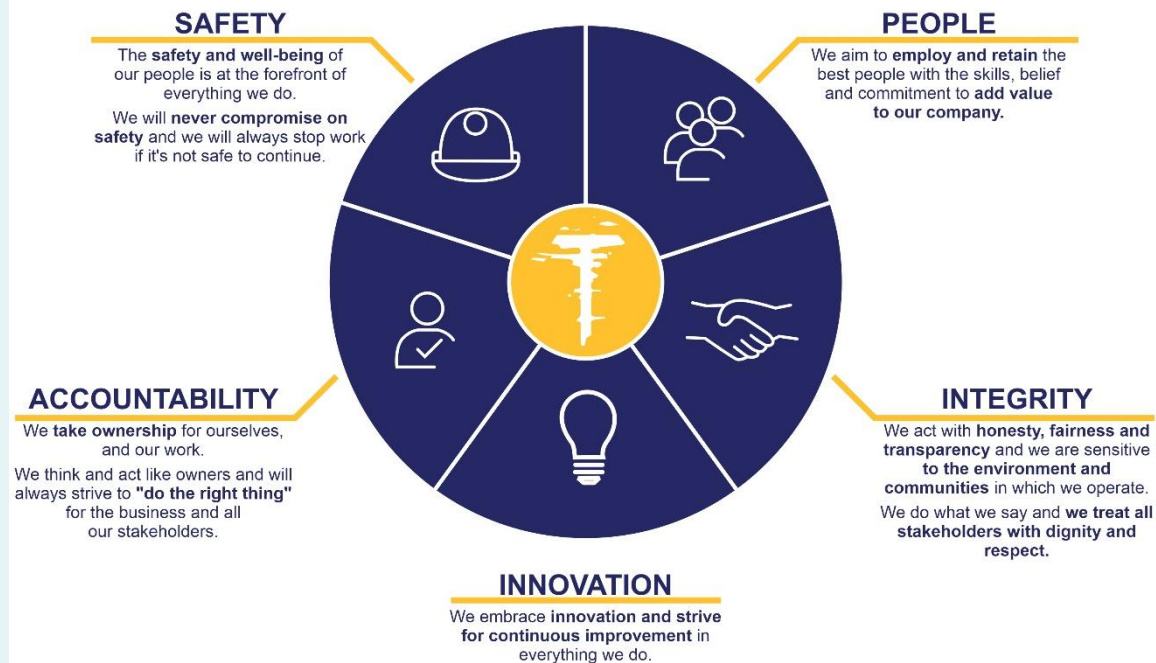 SAFETY
The safety and well-being of
our people is at the forefront of
everything we do.
We will never compromise on
safety and we will always stop work
if it's not safe to continue.
PEOPLE
We aim to employ and retain the
best people with the skills, belief
and commitment to add value
to our company.
T
ACCOUNTABILITY
We take ownership for ourselves,
and our work.
We think and act like owners and will
always strive to "do the right thing"
for the business and all
our stakeholders.
INTEGRITY
We act with honesty, fairness and
transparency and we are sensitive
to the environment and
communities in which we operate.
We do what we say and we treat all
stakeholders with dignity and
respect.
INNOVATION
We embrace innovation and strive
for continuous improvement in
everything we do.